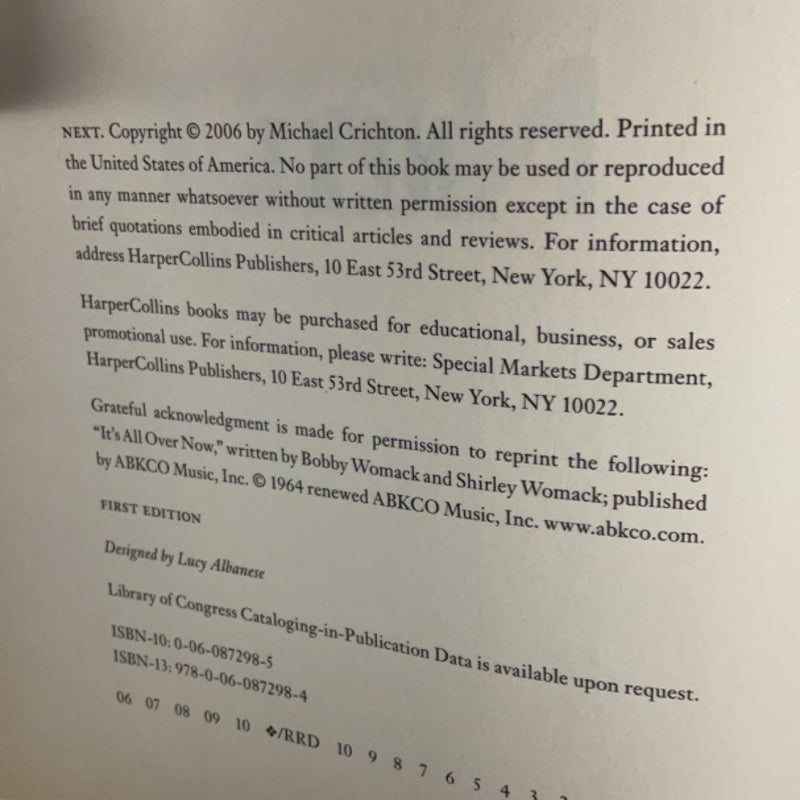 NEXT. Copyright © 2006 by Michael Crichton. All rights reserved. Printed in
the United States of America. No part of this book may be used or reproduced
in any manner whatsoever without written permission except in the case of
brief quotations embodied in critical articles and reviews. For information,
address HarperCollins Publishers, 10 East 53rd Street, New York, NY 10022.
HarperCollins books may be purchased for educational, business, or sales
promotional use. For information, please write: Special Markets Department,
HarperCollins Publishers, 10 East 53rd Street, New York, NY 10022.
Grateful acknowledgment is made for permission to reprint the following:
“It’s All Over Now,” written by Bobby Womack and Shirley Womack; published
by ABKCO Music, Inc. © 1964 renewed ABKCO Music, Inc. www.abkco.com.
FIRST EDITION
Designed by Lucy Albanese
Library of Congress Cataloging-in-Publication Data is available upon request.
ISBN-10: 0-06-087298-5
ISBN-13: 978-0-06-087298-4
06 07 08 09 10 ❖/RRD 10 9 8 7 6 5 4 3